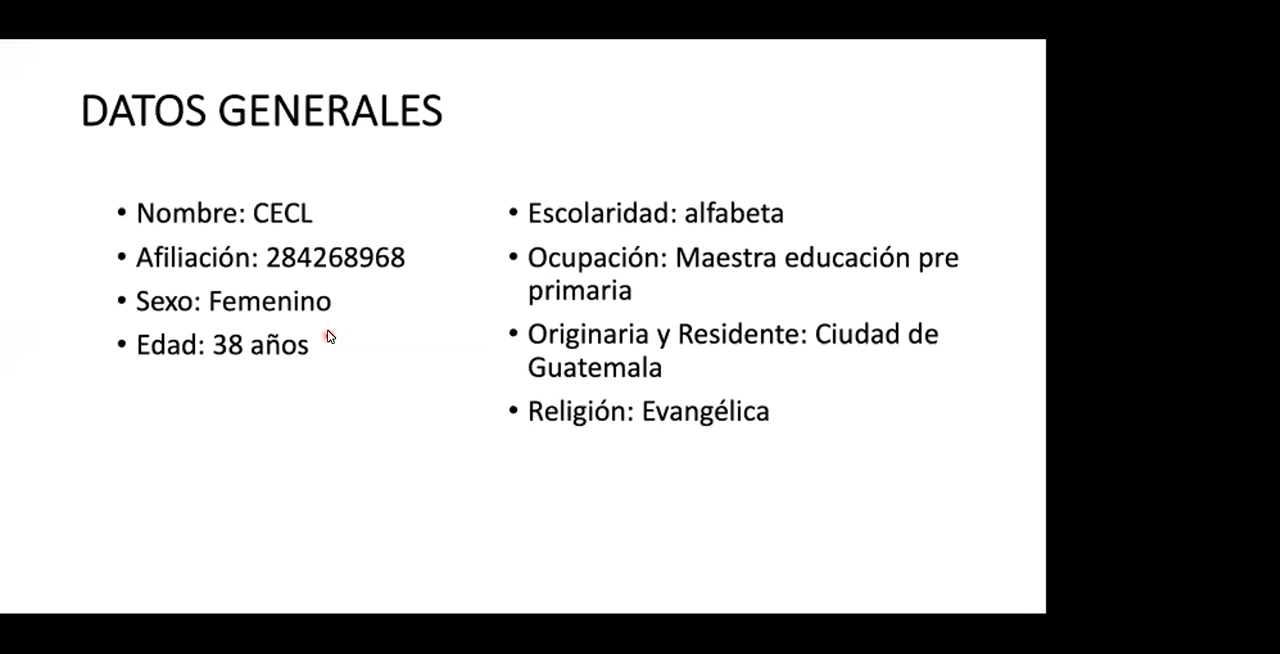 DATOS GENERALES
• Nombre: CECL
• Afiliación: 284268968
• Sexo: Femenino
• Edad: 38 años
• Escolaridad: alfabeta
• Ocupación: Maestra educación pre
primaria
• Originaria y Residente: Ciudad de
Guatemala
• Religión: Evangélica